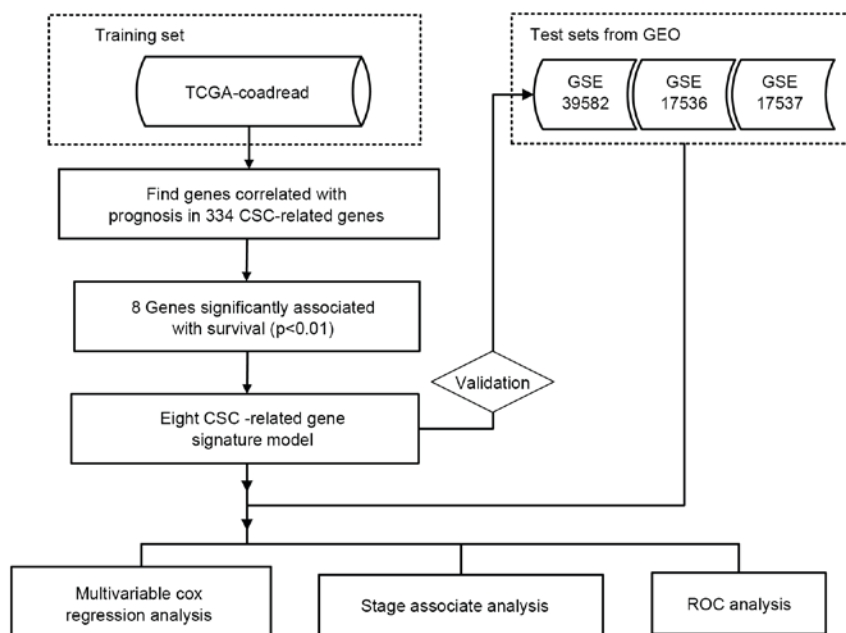 Training set
TCGA-coadread
Test sets from GEO
GSE
39582
GSE
17536
GSE
17537
Find genes correlated with
prognosis in 334 CSC-related genes
8 Genes significantly associated
with survival (p<0.01)
Validation
Eight CSC -related gene
signature model
Multivariable cox
regression analysis
Stage associate analysis
ROC analysis